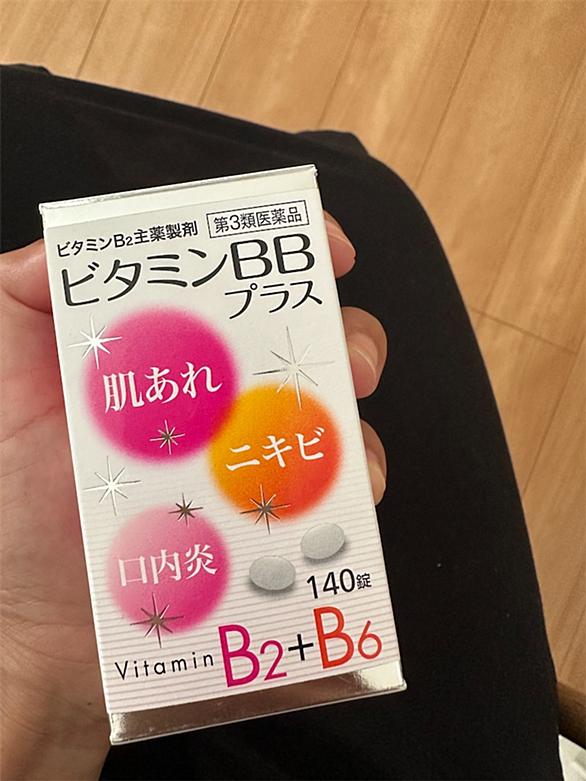 ビタミンB2主薬製剤
第3類医薬品
ビタミンBB
プラス
肌あれ
ニキビ
口内炎
140錠
Vitamin B2+B6